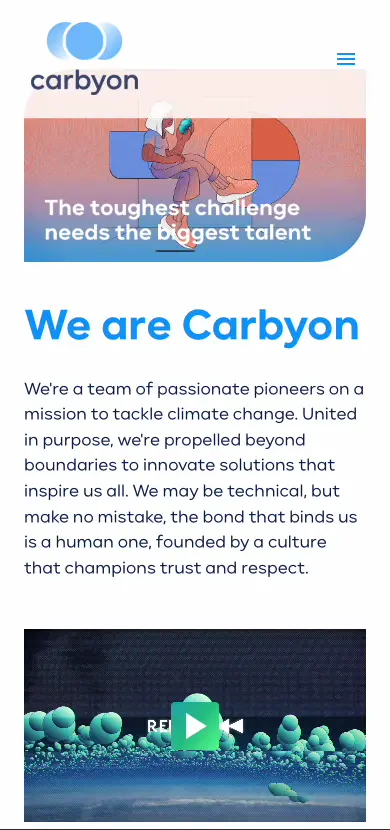 carbyon
The toughest challenge
needs the biggest talent
We are Carbyon
We're a team of passionate pioneers on a
mission to tackle climate change. United
in purpose, we're propelled beyond
boundaries to innovate solutions that
inspire us all. We may be technical, but
make no mistake, the bond that binds us
is a human one, founded by a culture
that champions trust and respect.